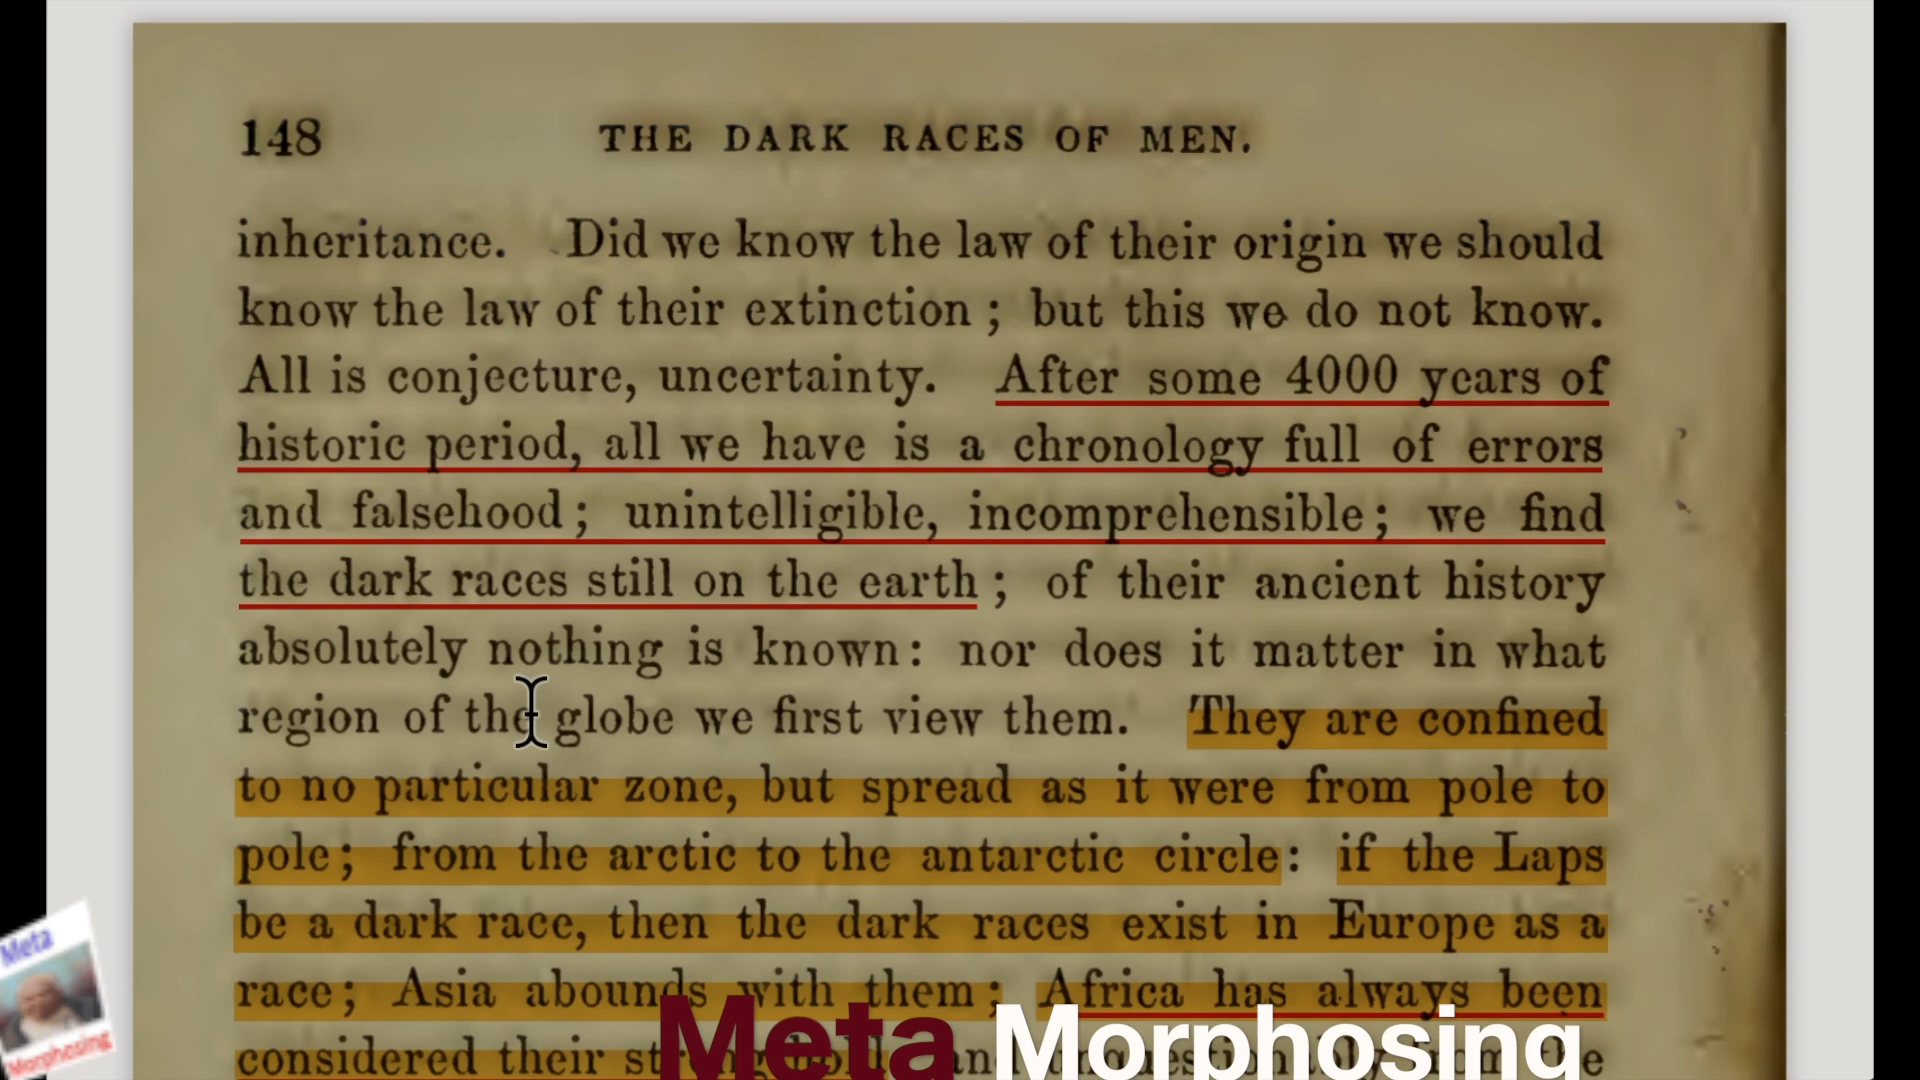 148 THE DARK RACES OF MEN.
inheritance. Did we know the law of their origin we should
know the law of their extinction ; but this we do not know.
All is conjecture, uncertainty. After some 4000 years of
historic period, all we have is a chronology full of errors
and falsehood ; unintelligible, incomprehensible ; we find
the dark races still on the earth ; of their ancient history
absolutely nothing is known : nor does it matter in what
region of the globe we first view them. They are confined
to no particular zone, but spread as it were from pole to
pole ; from the arctic to the antarctic circle : if the Laps
be a dark race, then the dark races exist in Europe as a
race ; Asia abounds with them ; Africa has always been
considered their the
Meta Morphosing
Meta
Morphosing